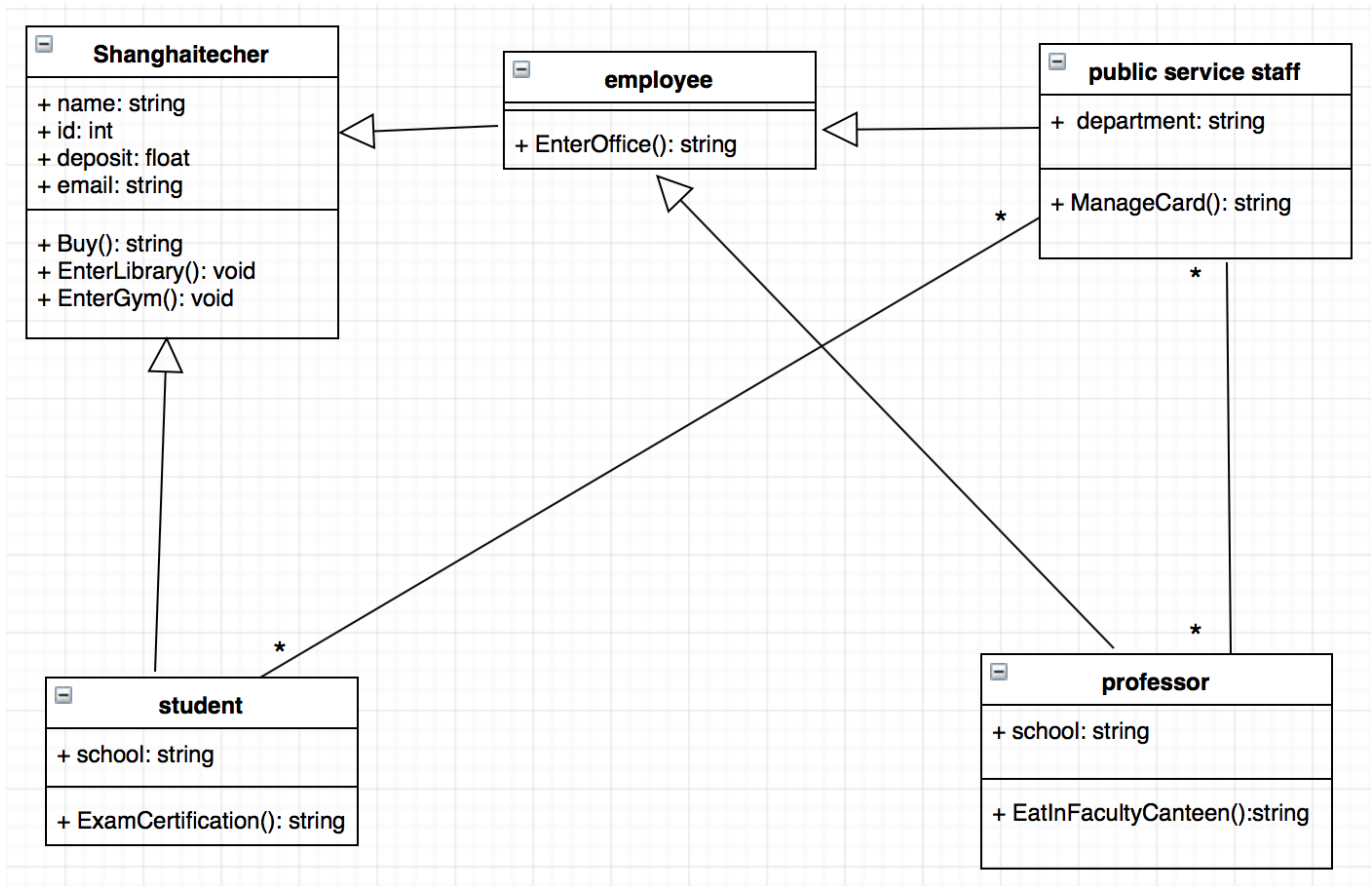 Shanghaitecher
+ name: string
+ id: int
+ deposit: float
+ email: string
+ Buy(): string
+ EnterLibrary(): void
+ EnterGym(): void
employee
+ EnterOffice(): string
public service staff
+ department: string
+ ManageCard(): string
*
*
*
*
student
+ school: string
+ ExamCertification(): string
professor
+ school: string
+ EatInFacultyCanteen():string